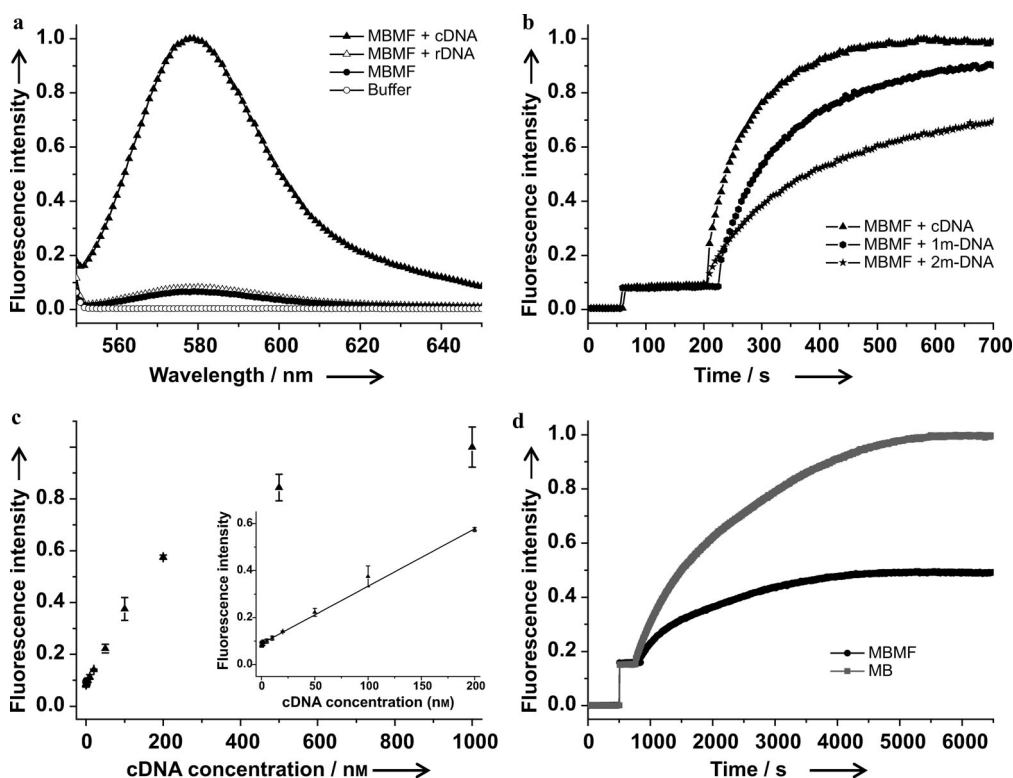 a
Fluorescence intensity
1.0
0.8
0.6
0.4
0.2
0.0
MBMF + cDNA
MBMF + rDNA
MBMF
Buffer
560 580 600 620 640
Wavelength / nm
b
Fluorescence intensity
1.0
0.8
0.6
0.4
0.2
0.0
MBMF + cDNA
MBMF + 1m-DNA
MBMF + 2m-DNA
0 100 200 300 400 500 600 700
Time / s
c
Fluorescence intensity
1.0
0.8
0.6
0.4
0.2
0.0
Fluorescence intensity
0.6
0.4
0.2
0.0
0 50 100 150 200
cDNA concentration (nM)
0 200 400 600 800 1000
cDNA concentration / nM
d
Fluorescence intensity
1.0
0.8
0.6
0.4
0.2
0.0
MBMF
MB
0 1000 2000 3000 4000 5000 6000
Time / s